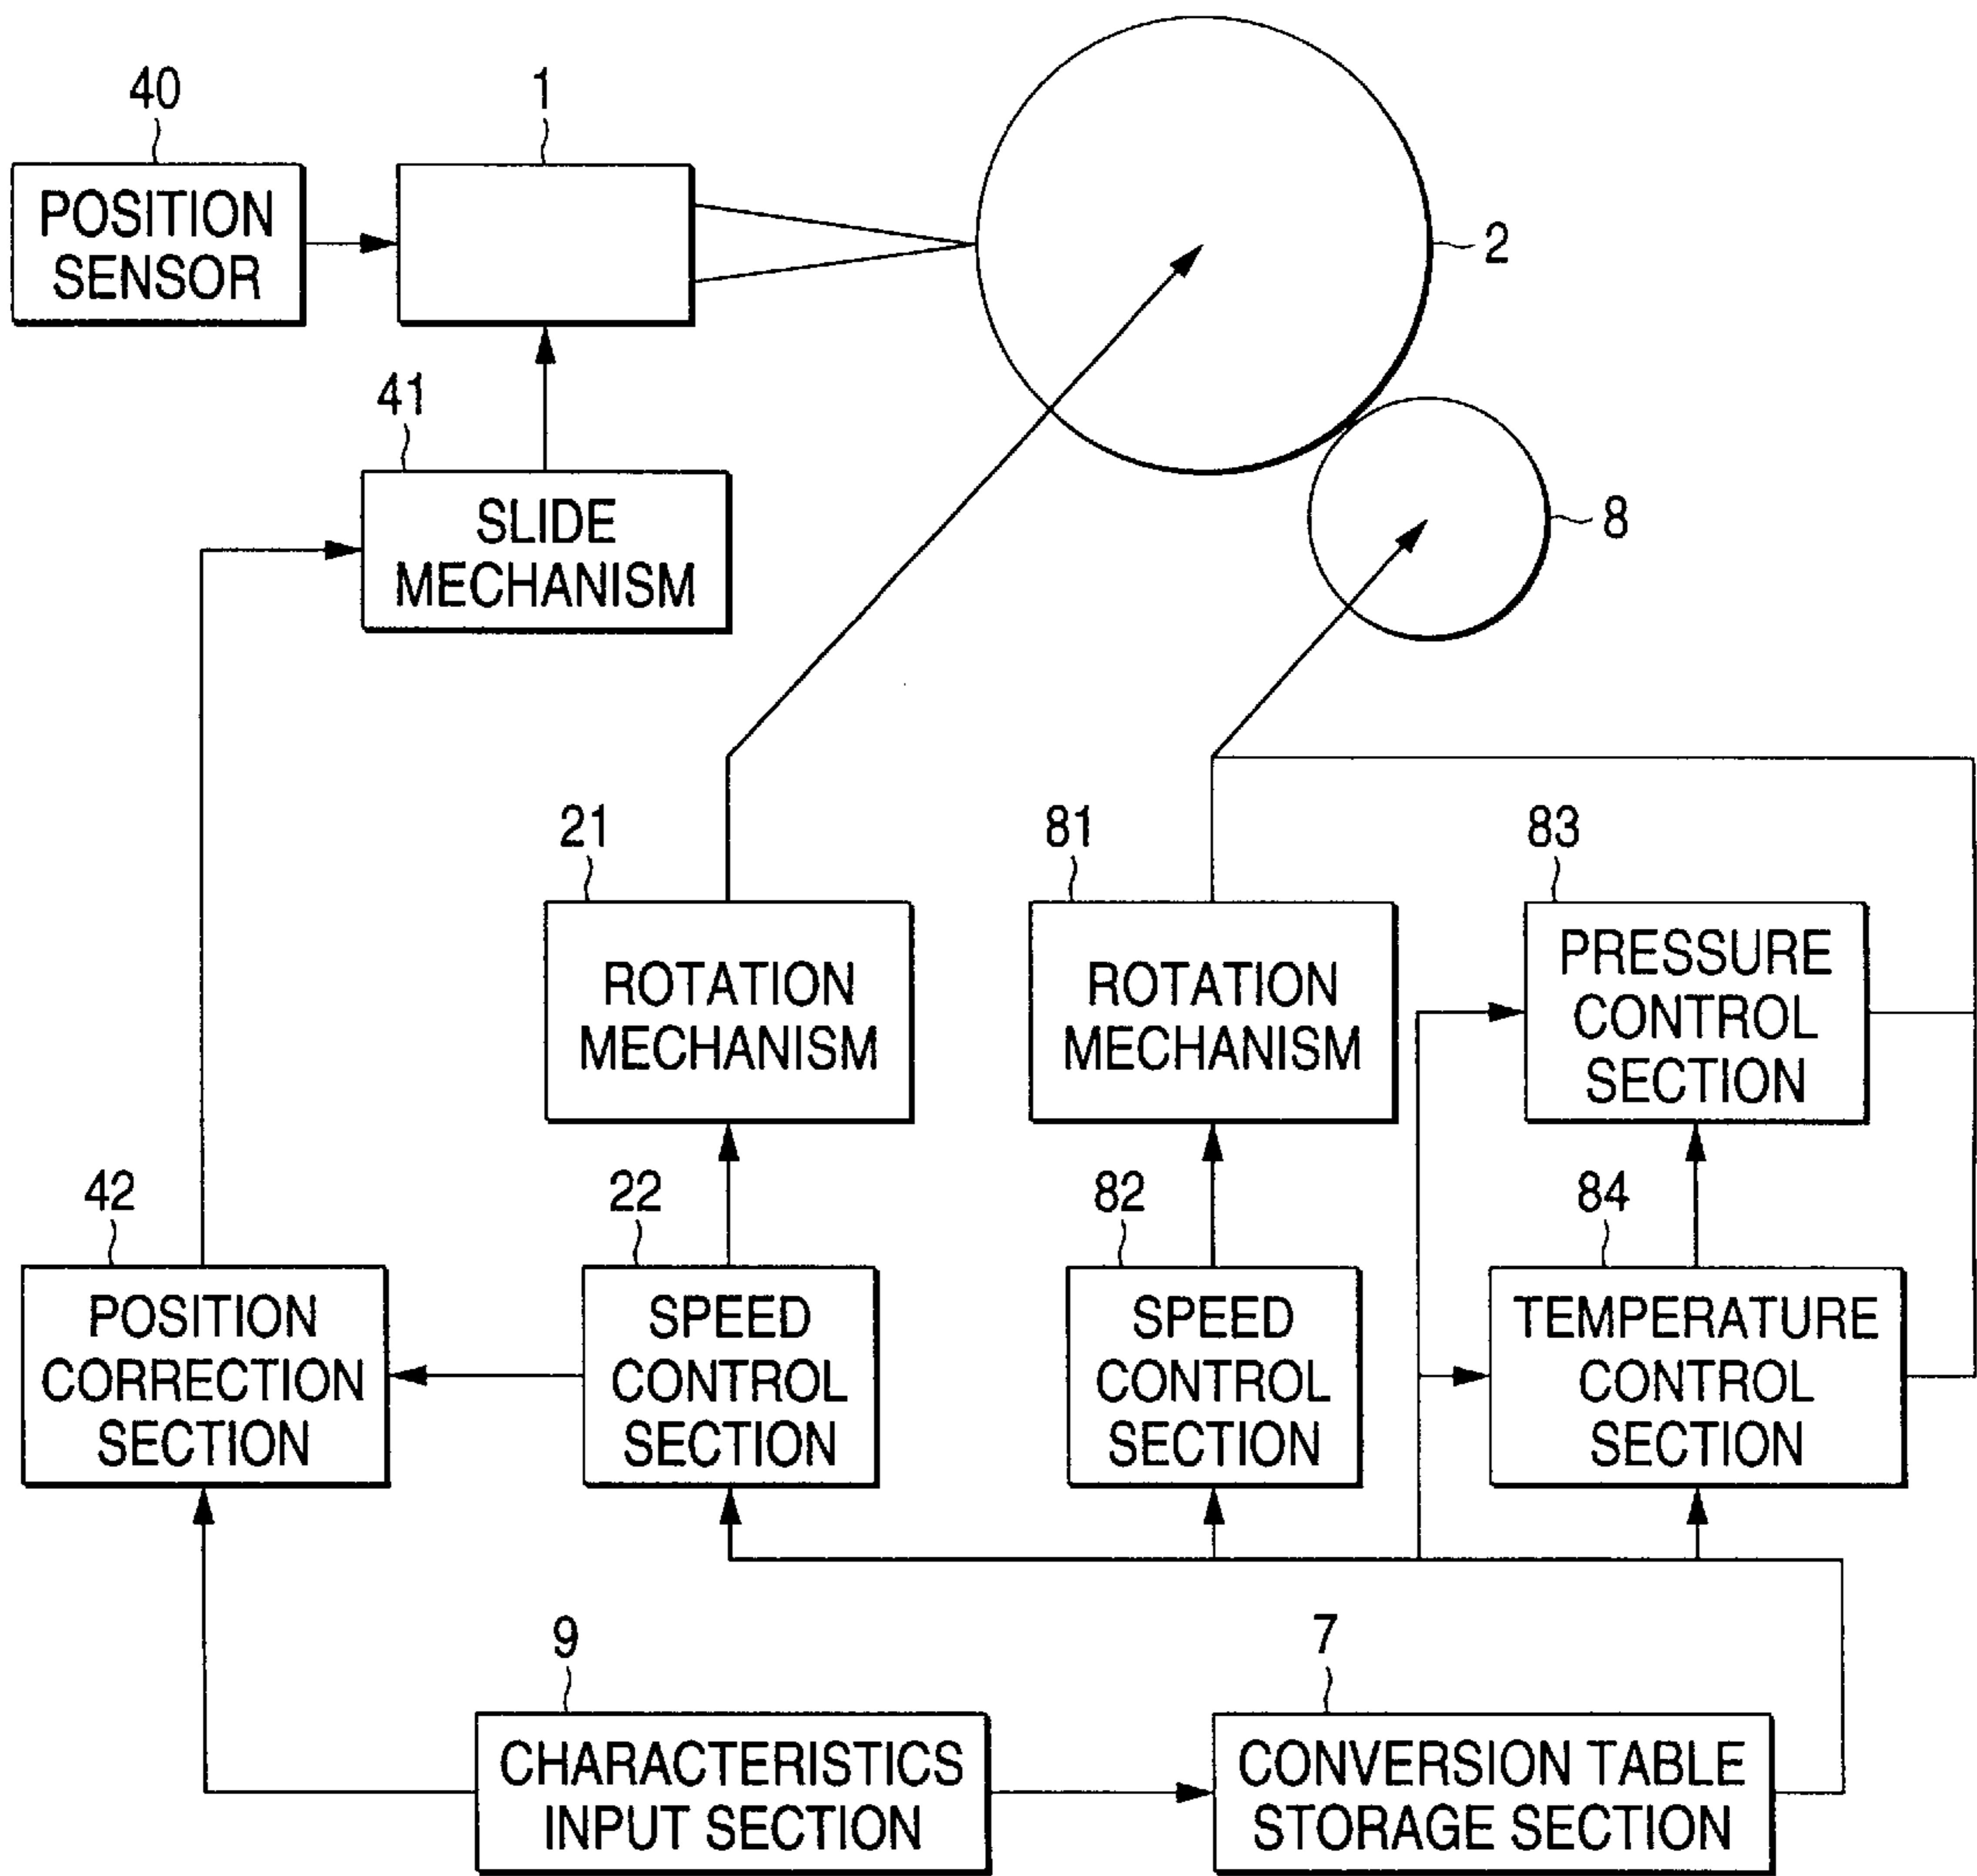 40
1
POSITION
SENSOR
2
41
SLIDE
MECHANISM
8
21
81
83
ROTATION
MECHANISM
ROTATION
MECHANISM
PRESSURE
CONTROL
SECTION
42
22
82
84
POSITION
CORRECTION
SECTION
SPEED
CONTROL
SECTION
SPEED
CONTROL
SECTION
TEMPERATURE
CONTROL
SECTION
9
7
CHARACTERISTICS
INPUT SECTION
CONVERSION TABLE
STORAGE SECTION